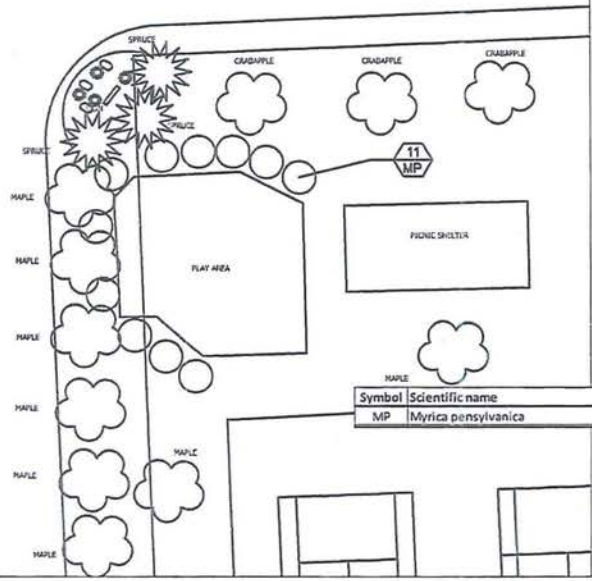 SPRUCE
CRABAPPLE
CRABAPPLE
CRABAPPLE
SPRUCE
SPRUCE
11
MP
MAPLE
PICNIC SHELTER
MAPLE
PLAY AREA
MAPLE
MAPLE
Symbol Scientific name
MP Myrica pensylvanica
MAPLE
MAPLE
MAPLE
MAPLE